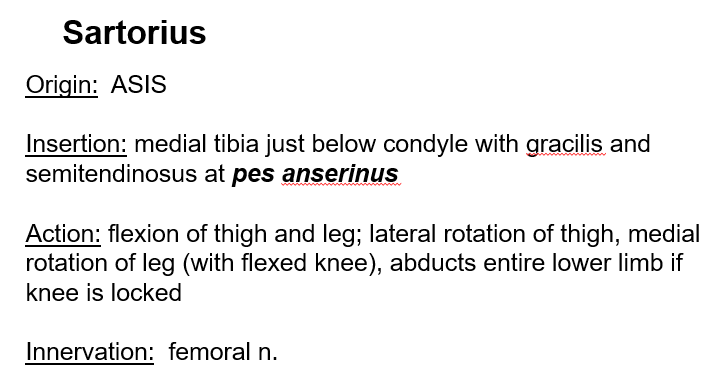 Sartorius
Origin: ASIS
Insertion: medial tibia just below condyle with gracilis and
semitendinosus at pes anserinus
Action: flexion of thigh and leg; lateral rotation of thigh, medial
rotation of leg (with flexed knee), abducts entire lower limb if
knee is locked
Innervation: femoral n.